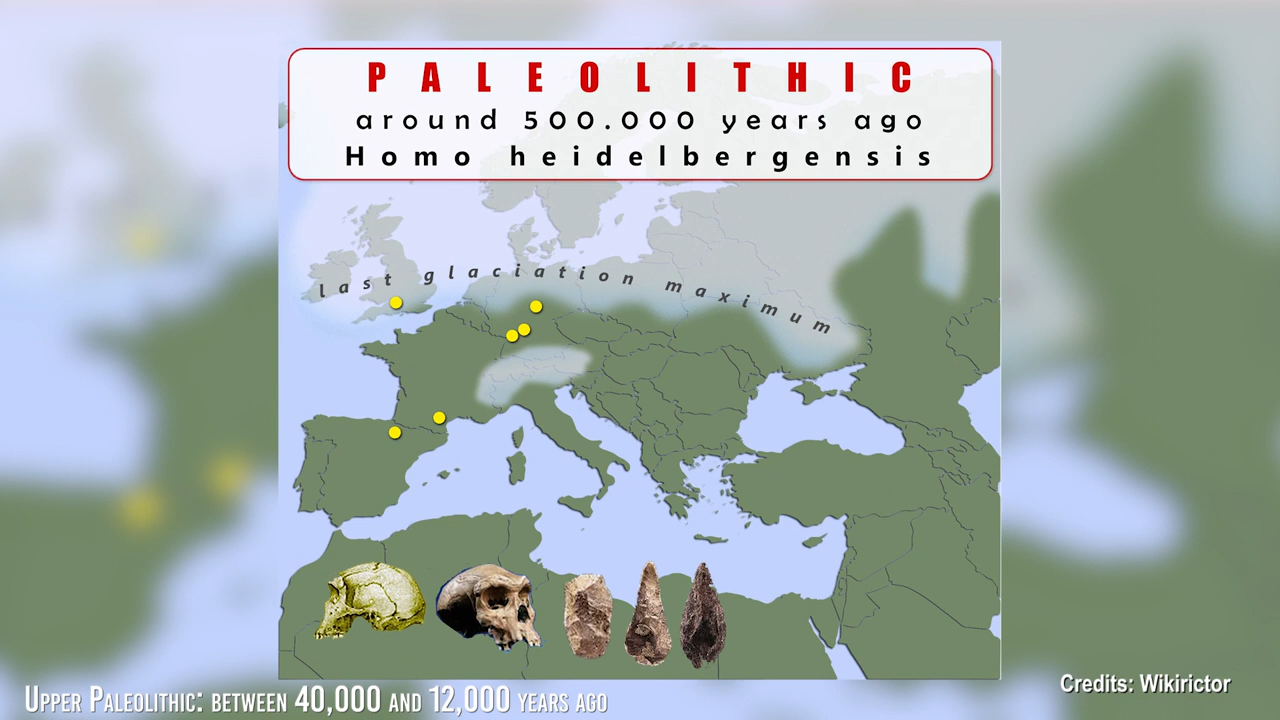 PALEOLITHIC
around 500.000 years ago
Homo heidelbergensis
last glaciation maximum
Upper Paleolithic: between 40,000 and 12,000 years ago
Credits: Wikirictor